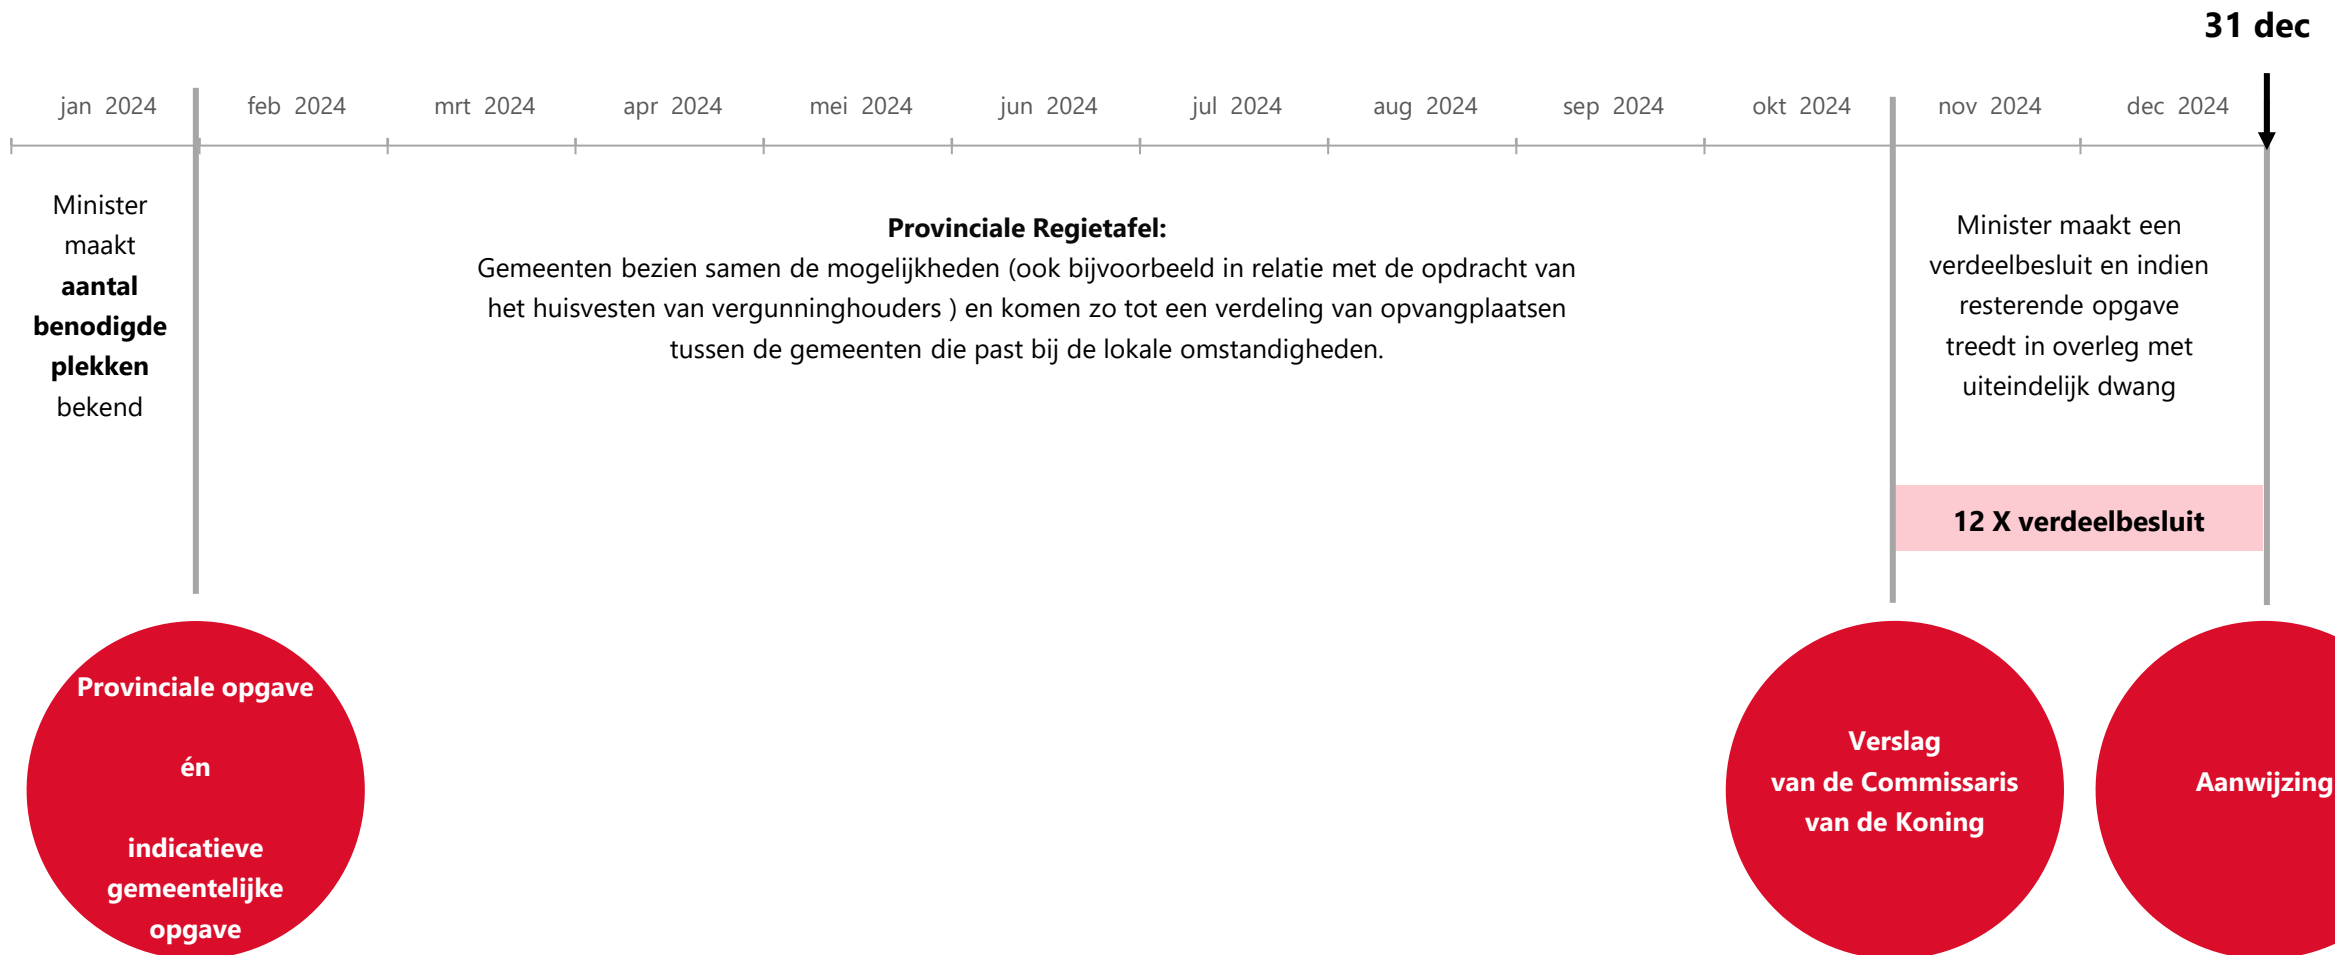 31 dec
jan 2024
feb 2024
mrt 2024
apr 2024
mei 2024
jun 2024
jul 2024
aug 2024
sep 2024
okt 2024
nov 2024
dec 2024
Minister
maakt
aantal
benodigde
plekken
bekend
Provinciale Regietafel:
Gemeenten bezien samen de mogelijkheden (ook bijvoorbeeld in relatie met de opdracht van
het huisvesten van vergunninghouders ) en komen zo tot een verdeling van opvangplaatsen
tussen de gemeenten die past bij de lokale omstandigheden.
Minister maakt een
verdeelbesluit en indien
resterende opgave
treedt in overleg met
uiteindelijk dwang
12 X verdeelbesluit
Provinciale opgave
én
indicatieve
gemeentelijke
opgave
Verslag
van de Commissaris
van de Koning
Aanwijzing